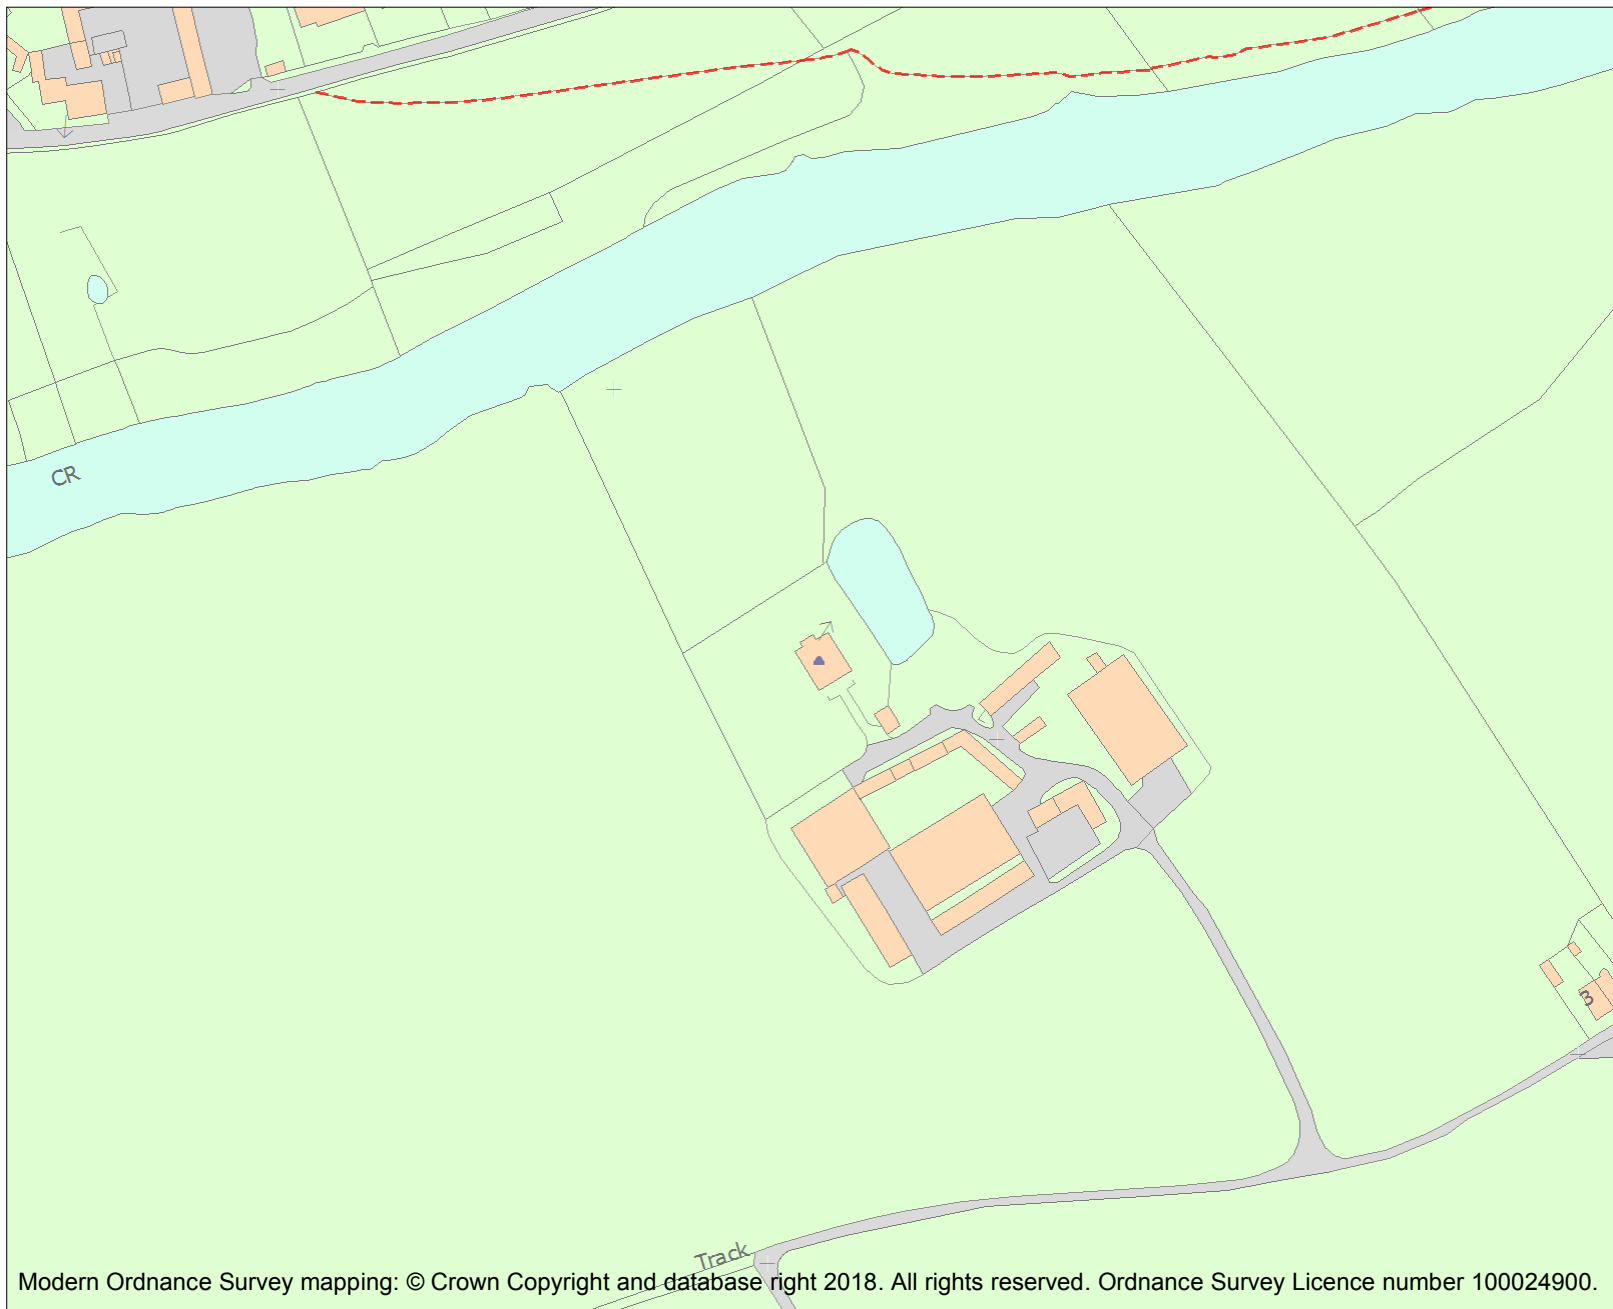 CR
3
Track
Modern Ordnance Survey mapping: © Crown Copyright and database right 2018. All rights reserved. Ordnance Survey Licence number 100024900.